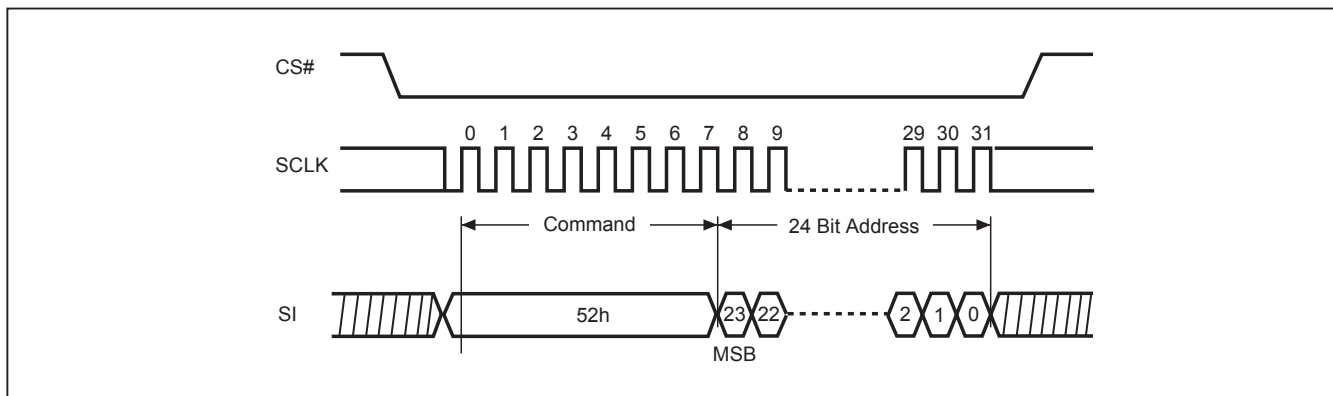 CS#
0 1 2 3 4 5 6 7 8 9 29 30 31
SCLK
Command 24 Bit Address
SI 52h 23 22 2 1 0
MSB